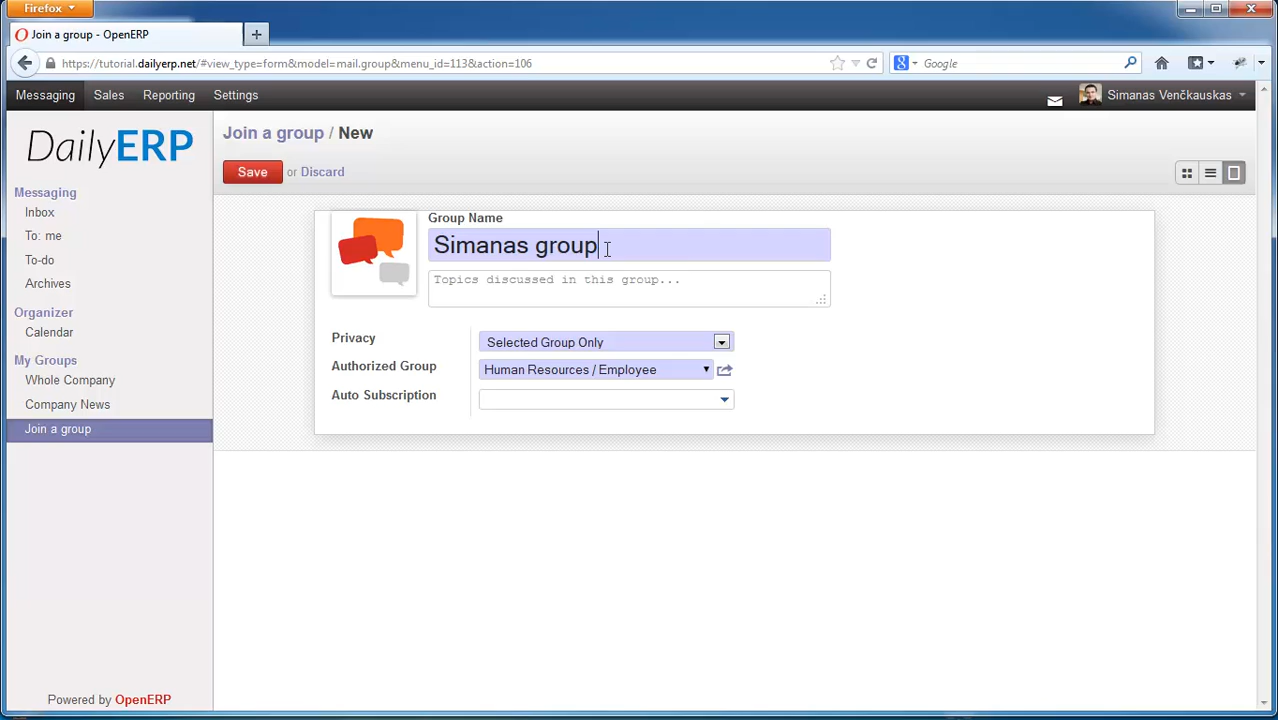 Firefox
Join a group - OpenERP
https://tutorial.dailyerp.net/#view_type=form&model=mail.group&menu_id=113&action=106
Google
Messaging Sales Reporting Settings
Simanas Venčkauskas
DailyERP
Messaging
Inbox
To: me
To-do
Archives
Organizer
Calendar
My Groups
Whole Company
Company News
Join a group
Powered by OpenERP
Join a group / New
Save or Discard
Group Name
Simanas group
Topics discussed in this group...
Privacy Selected Group Only
Authorized Group Human Resources / Employee
Auto Subscription